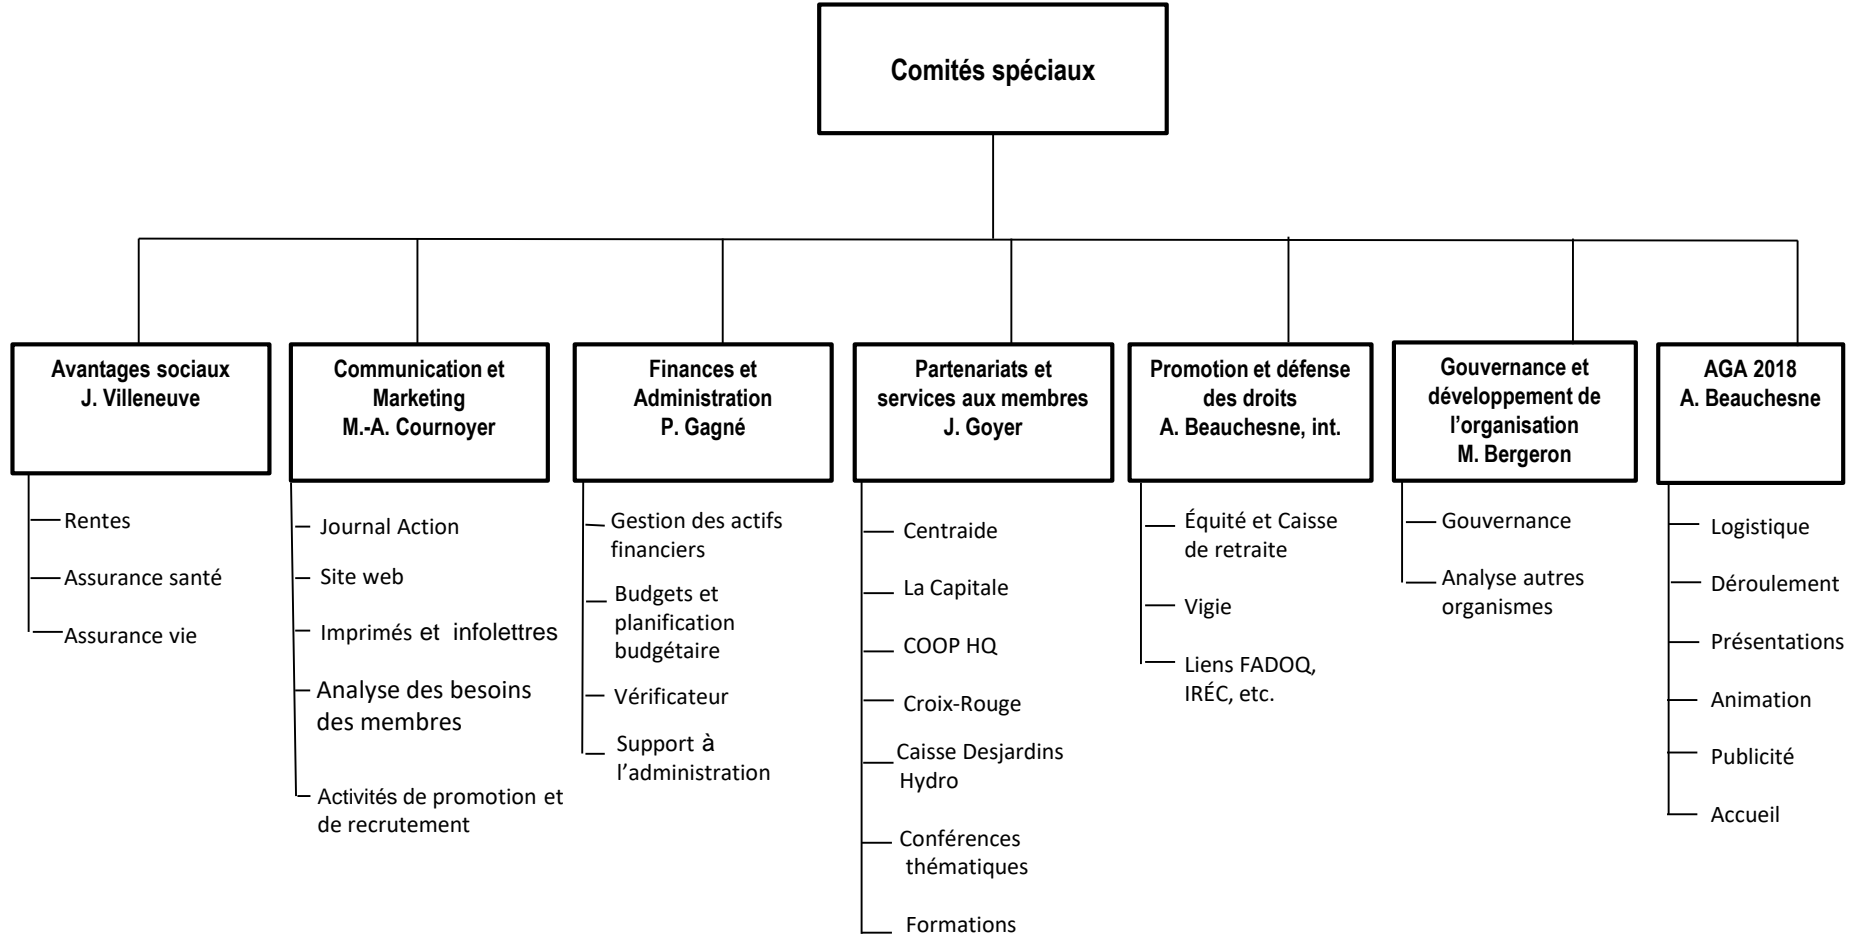 Comités spéciaux
Avantages sociaux
J. Villeneuve
Rentes
Assurance santé
Assurance vie
Communication et
Marketing
M.-A. Cournoyer
Journal Action
Site web
Imprimés et infolettres
Analyse des besoins
des membres
Activités de promotion et
de recrutement
Finances et
Administration
P. Gagné
Gestion des actifs
financiers
Budgets et
planification
budgétaire
Vérificateur
Support à
l’administration
Partenariats et
services aux membres
J. Goyer
Centraide
La Capitale
COOP HQ
Croix-Rouge
Caisse Desjardins
Hydro
Conférences
thématiques
Formations
Promotion et défense
des droits
A. Beauchesne, int.
Équité et Caisse
de retraite
Vigie
Liens FADOQ,
IRÉC, etc.
Gouvernance et
développement de
l’organisation
M. Bergeron
Gouvernance
Analyse autres
organismes
AGA 2018
A. Beauchesne
Logistique
Déroulement
Présentations
Animation
Publicité
Accueil